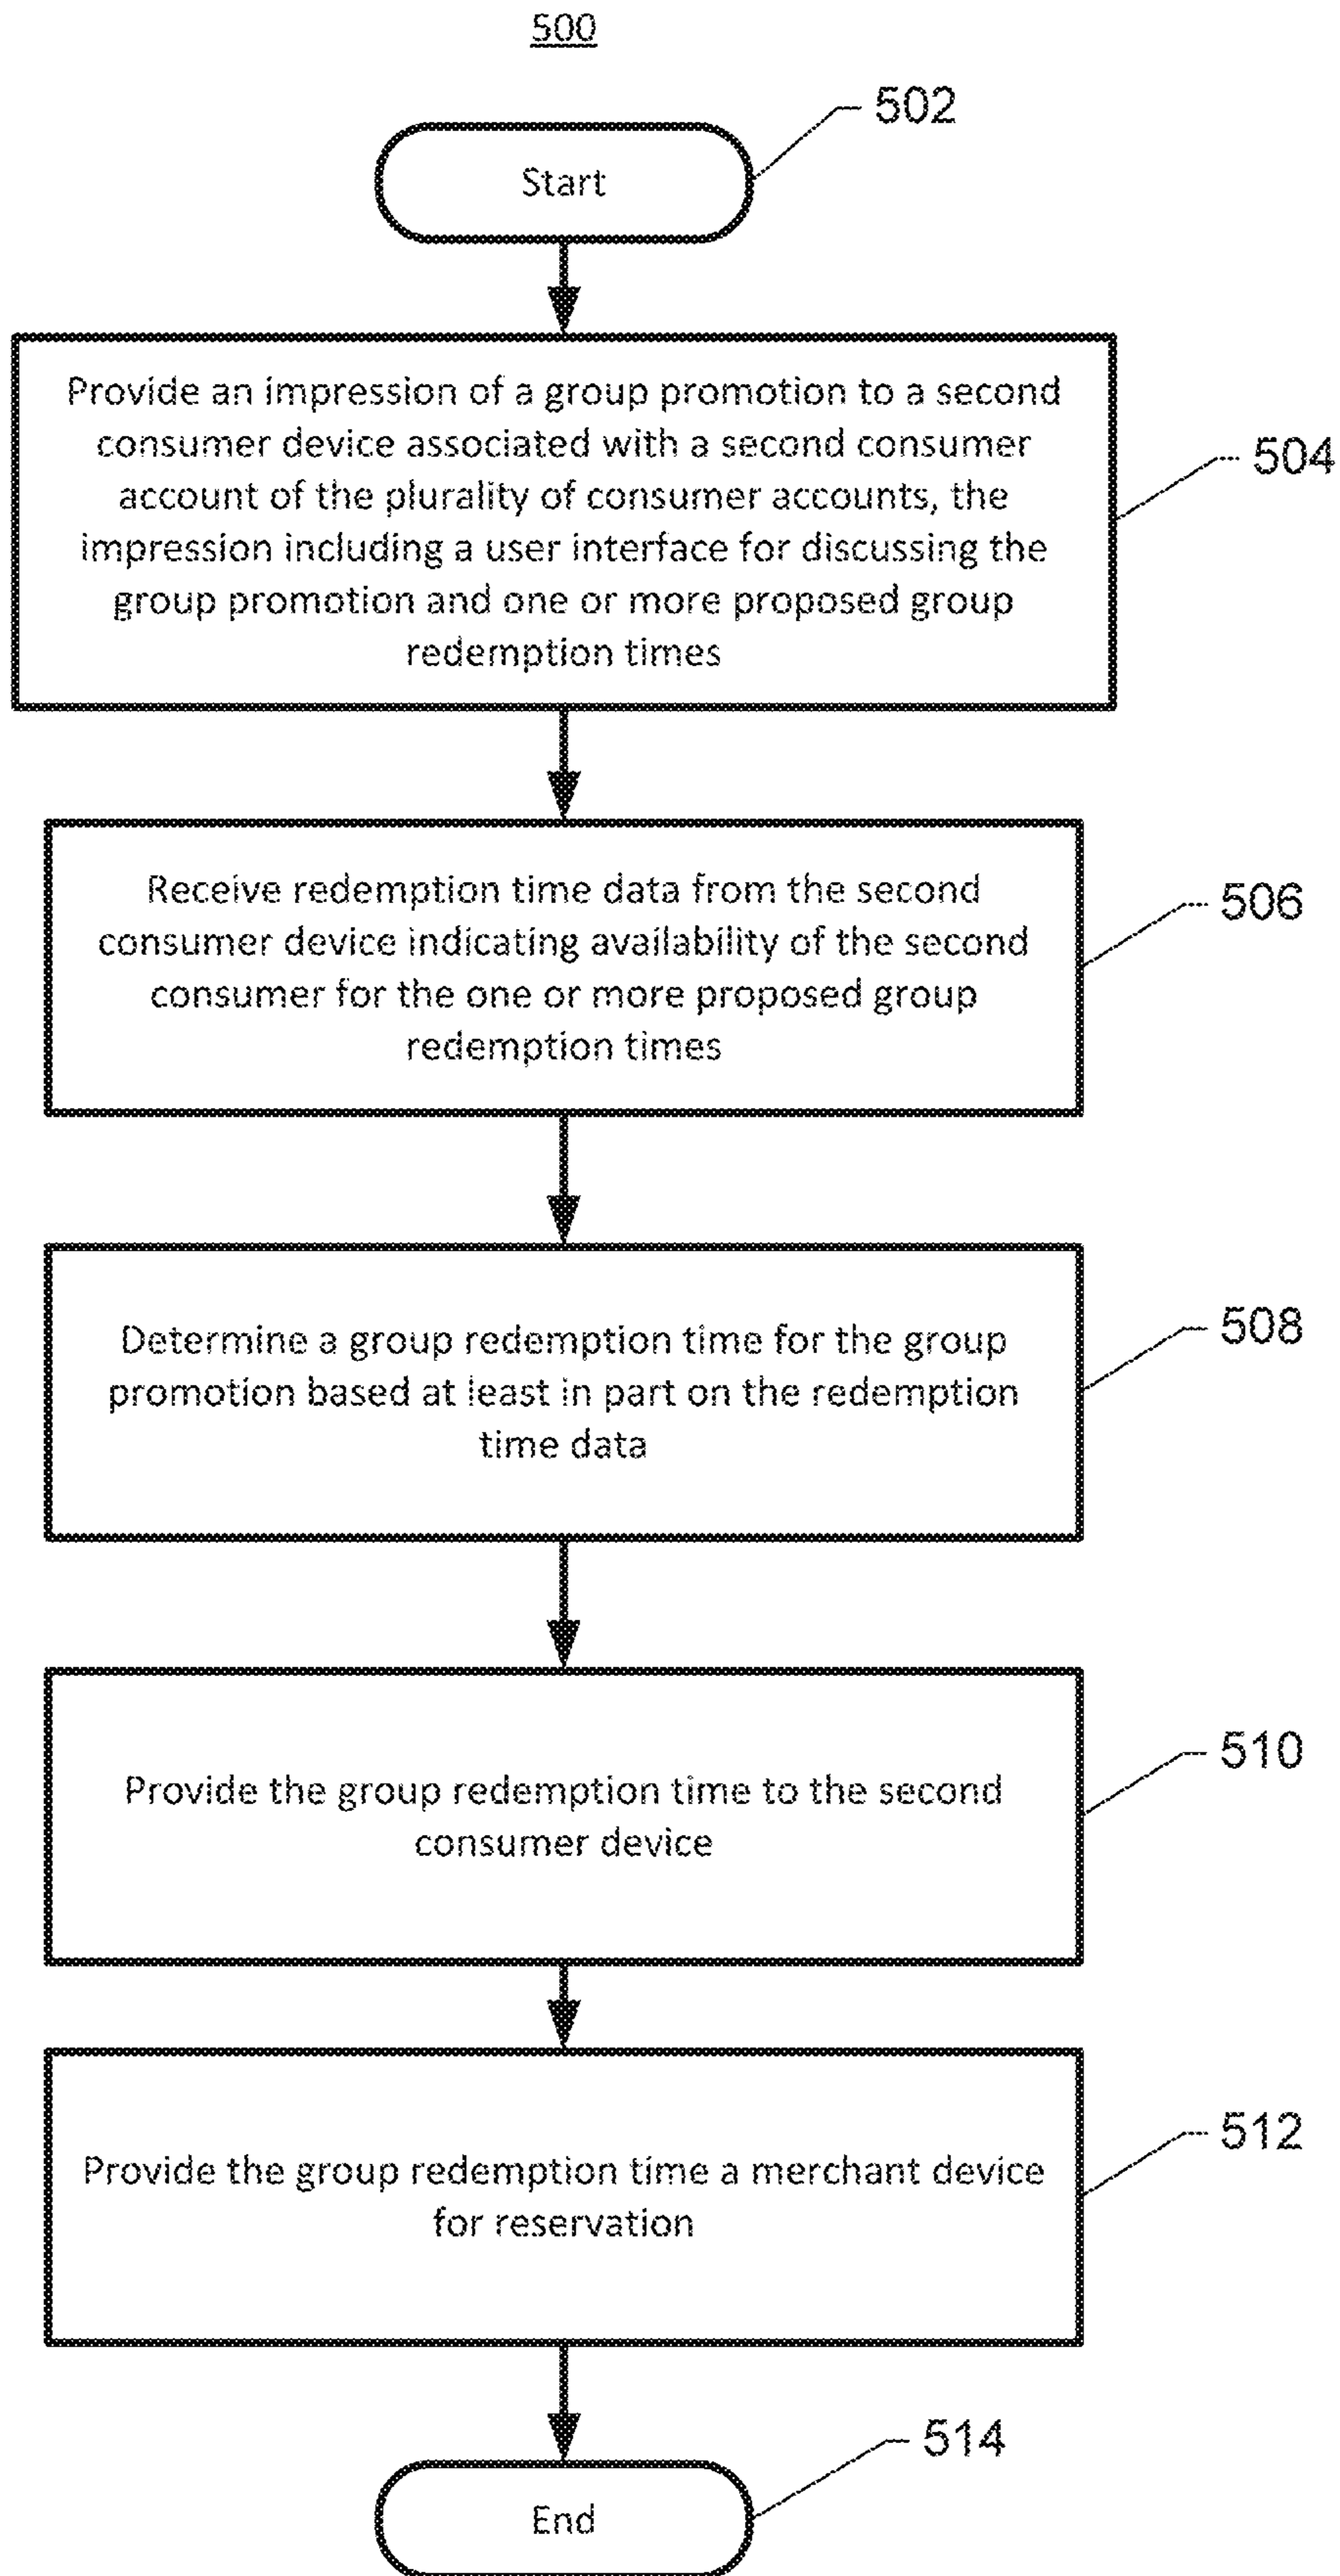 500
502
Start
Provide an impression of a group promotion to a second
consumer device associated with a second consumer
account of the plurality of consumer accounts, the
impression including a user interface for discussing the
group promotion and one or more proposed group
redemption times
504
Receive redemption time data from the second
consumer device indicating availability of the second
consumer for the one or more proposed group
redemption times
506
Determine a group redemption time for the group
promotion based at least in part on the redemption
time data
508
Provide the group redemption time to the second
consumer device
510
Provide the group redemption time a merchant device
for reservation
512
514
End